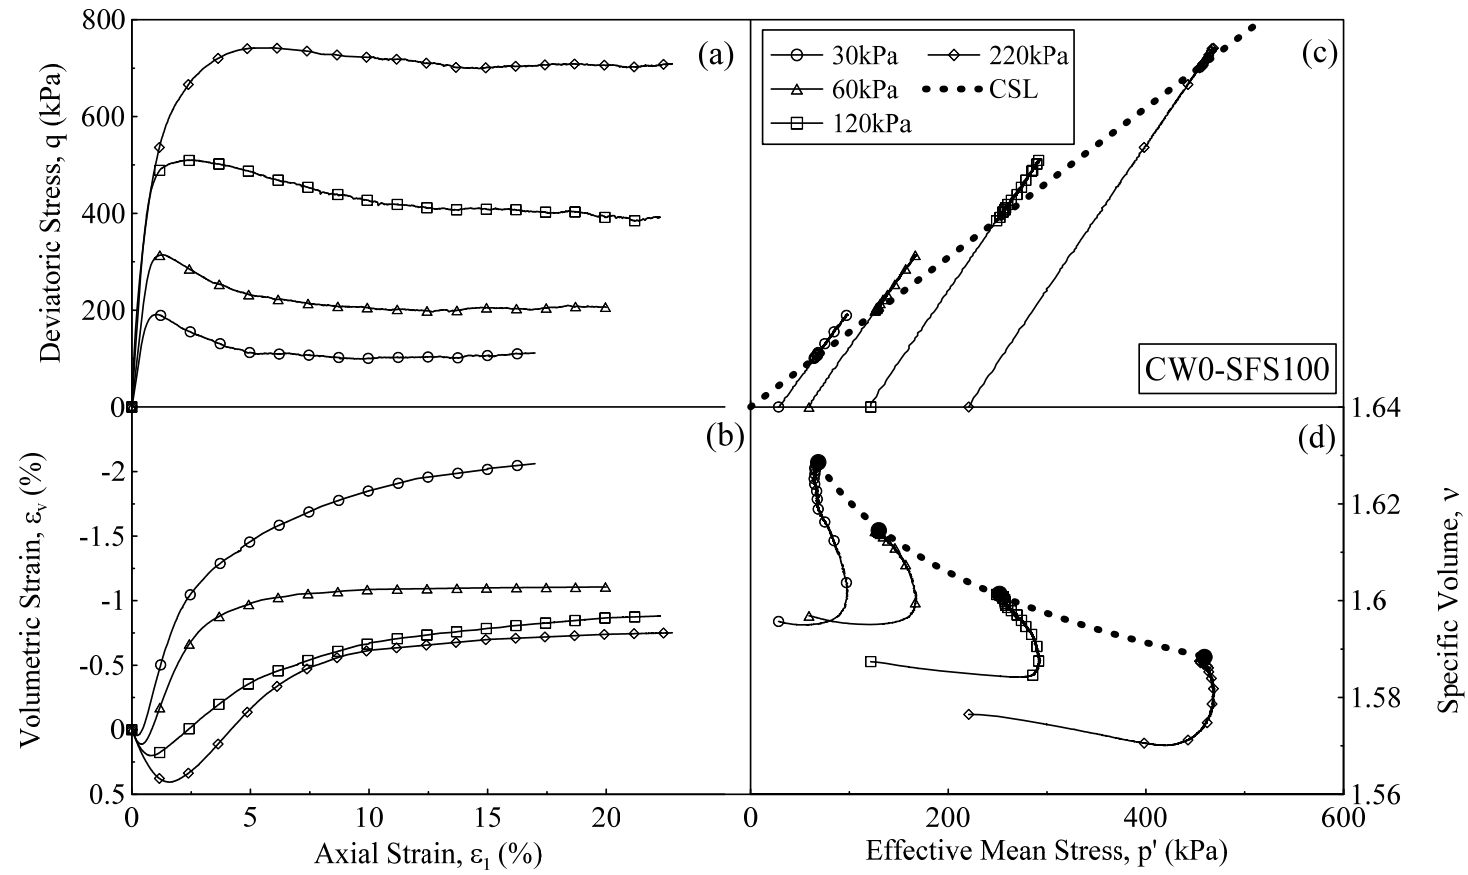 800
600
400
200
0
Deviatoric Stress, q (kPa)
(a)
30kPa
220kPa
60kPa
CSL
120kPa
(c)
CW0-SFS100
-2
-1.5
-1
-0.5
0
0.5
Volumetric Strain, εv (%)
(b)
0
5
10
15
20
Axial Strain, ε1 (%)
(d)
1.64
1.62
1.6
1.58
1.56
Specific Volume, ν
0
200
400
600
Effective Mean Stress, p' (kPa)